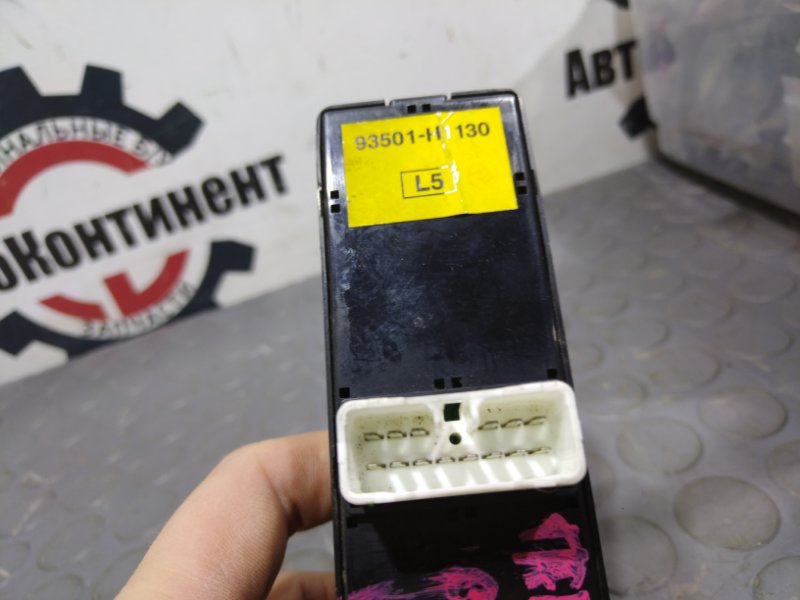 93501-H1130
L5
Авт
НАЛЬНЫЕ Б/У
оКонтинент
ЗАПЧАСТИ